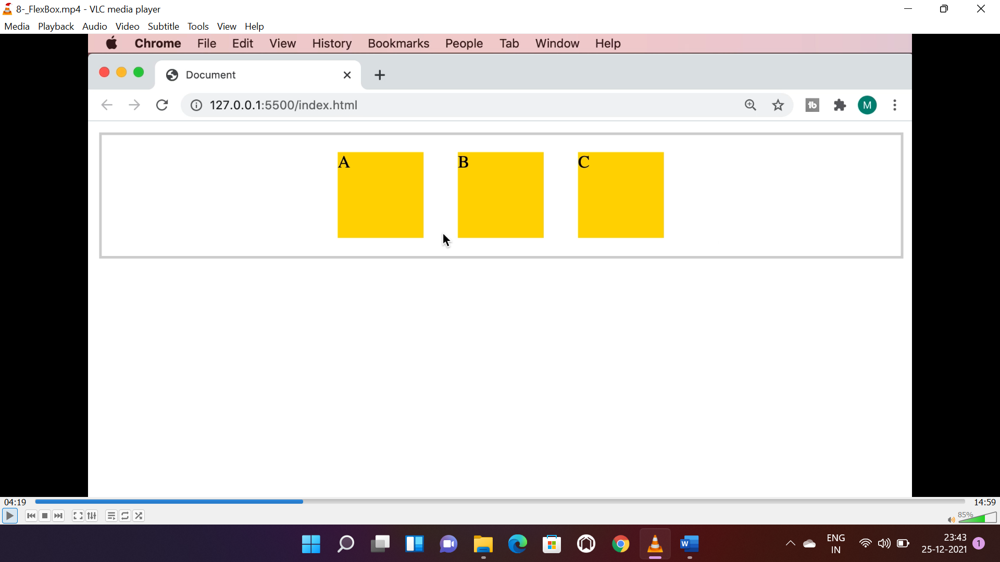 8-_FlexBox.mp4 - VLC media player
Media Playback Audio Video Subtitle Tools View Help
Chrome File Edit View History Bookmarks People Tab Window Help
Document
127.0.0.1:5500/index.html
tb
M
A B C
04:19 14:59
85%
W
ENG
IN
23:43
25-12-2021
1